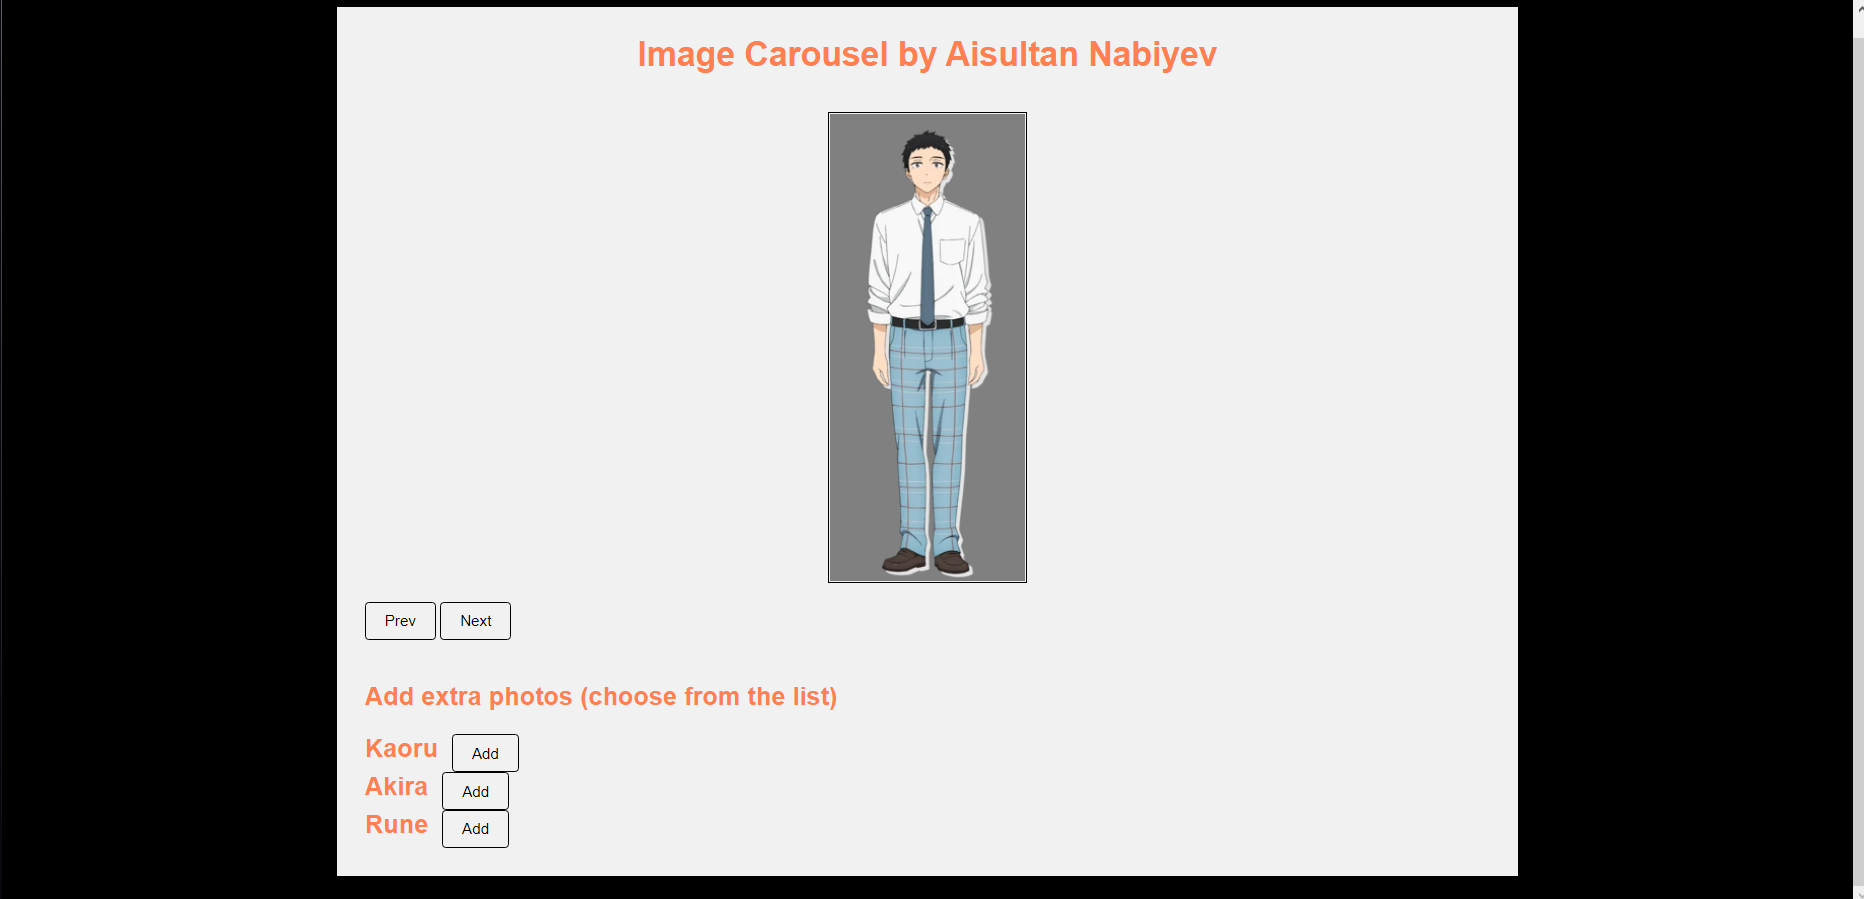 Image Carousel by Aisultan Nabiyev
Prev Next
Add extra photos (choose from the list)
Kaoru Add
Akira Add
Rune Add